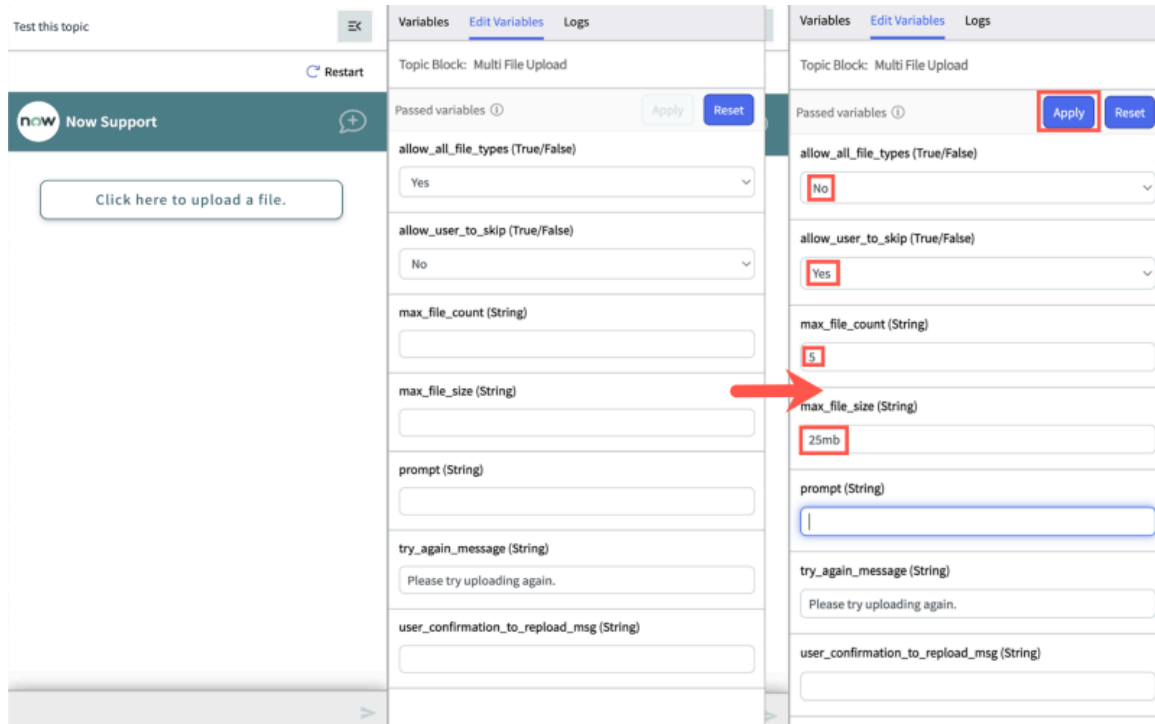 Test this topic
Restart
now Now Support
Click here to upload a file.
Variables Edit Variables Logs
Topic Block: Multi File Upload
Passed variables Apply Reset
allow_all_file_types (True/False)
Yes
allow_user_to_skip (True/False)
No
max_file_count (String)
max_file_size (String)
prompt (String)
try_again_message (String)
Please try uploading again.
user_confirmation_to_repload_msg (String)
Variables Edit Variables Logs
Topic Block: Multi File Upload
Passed variables Apply Reset
allow_all_file_types (True/False)
No
allow_user_to_skip (True/False)
Yes
max_file_count (String)
5
max_file_size (String)
25mb
prompt (String)
try_again_message (String)
Please try uploading again.
user_confirmation_to_repload_msg (String)